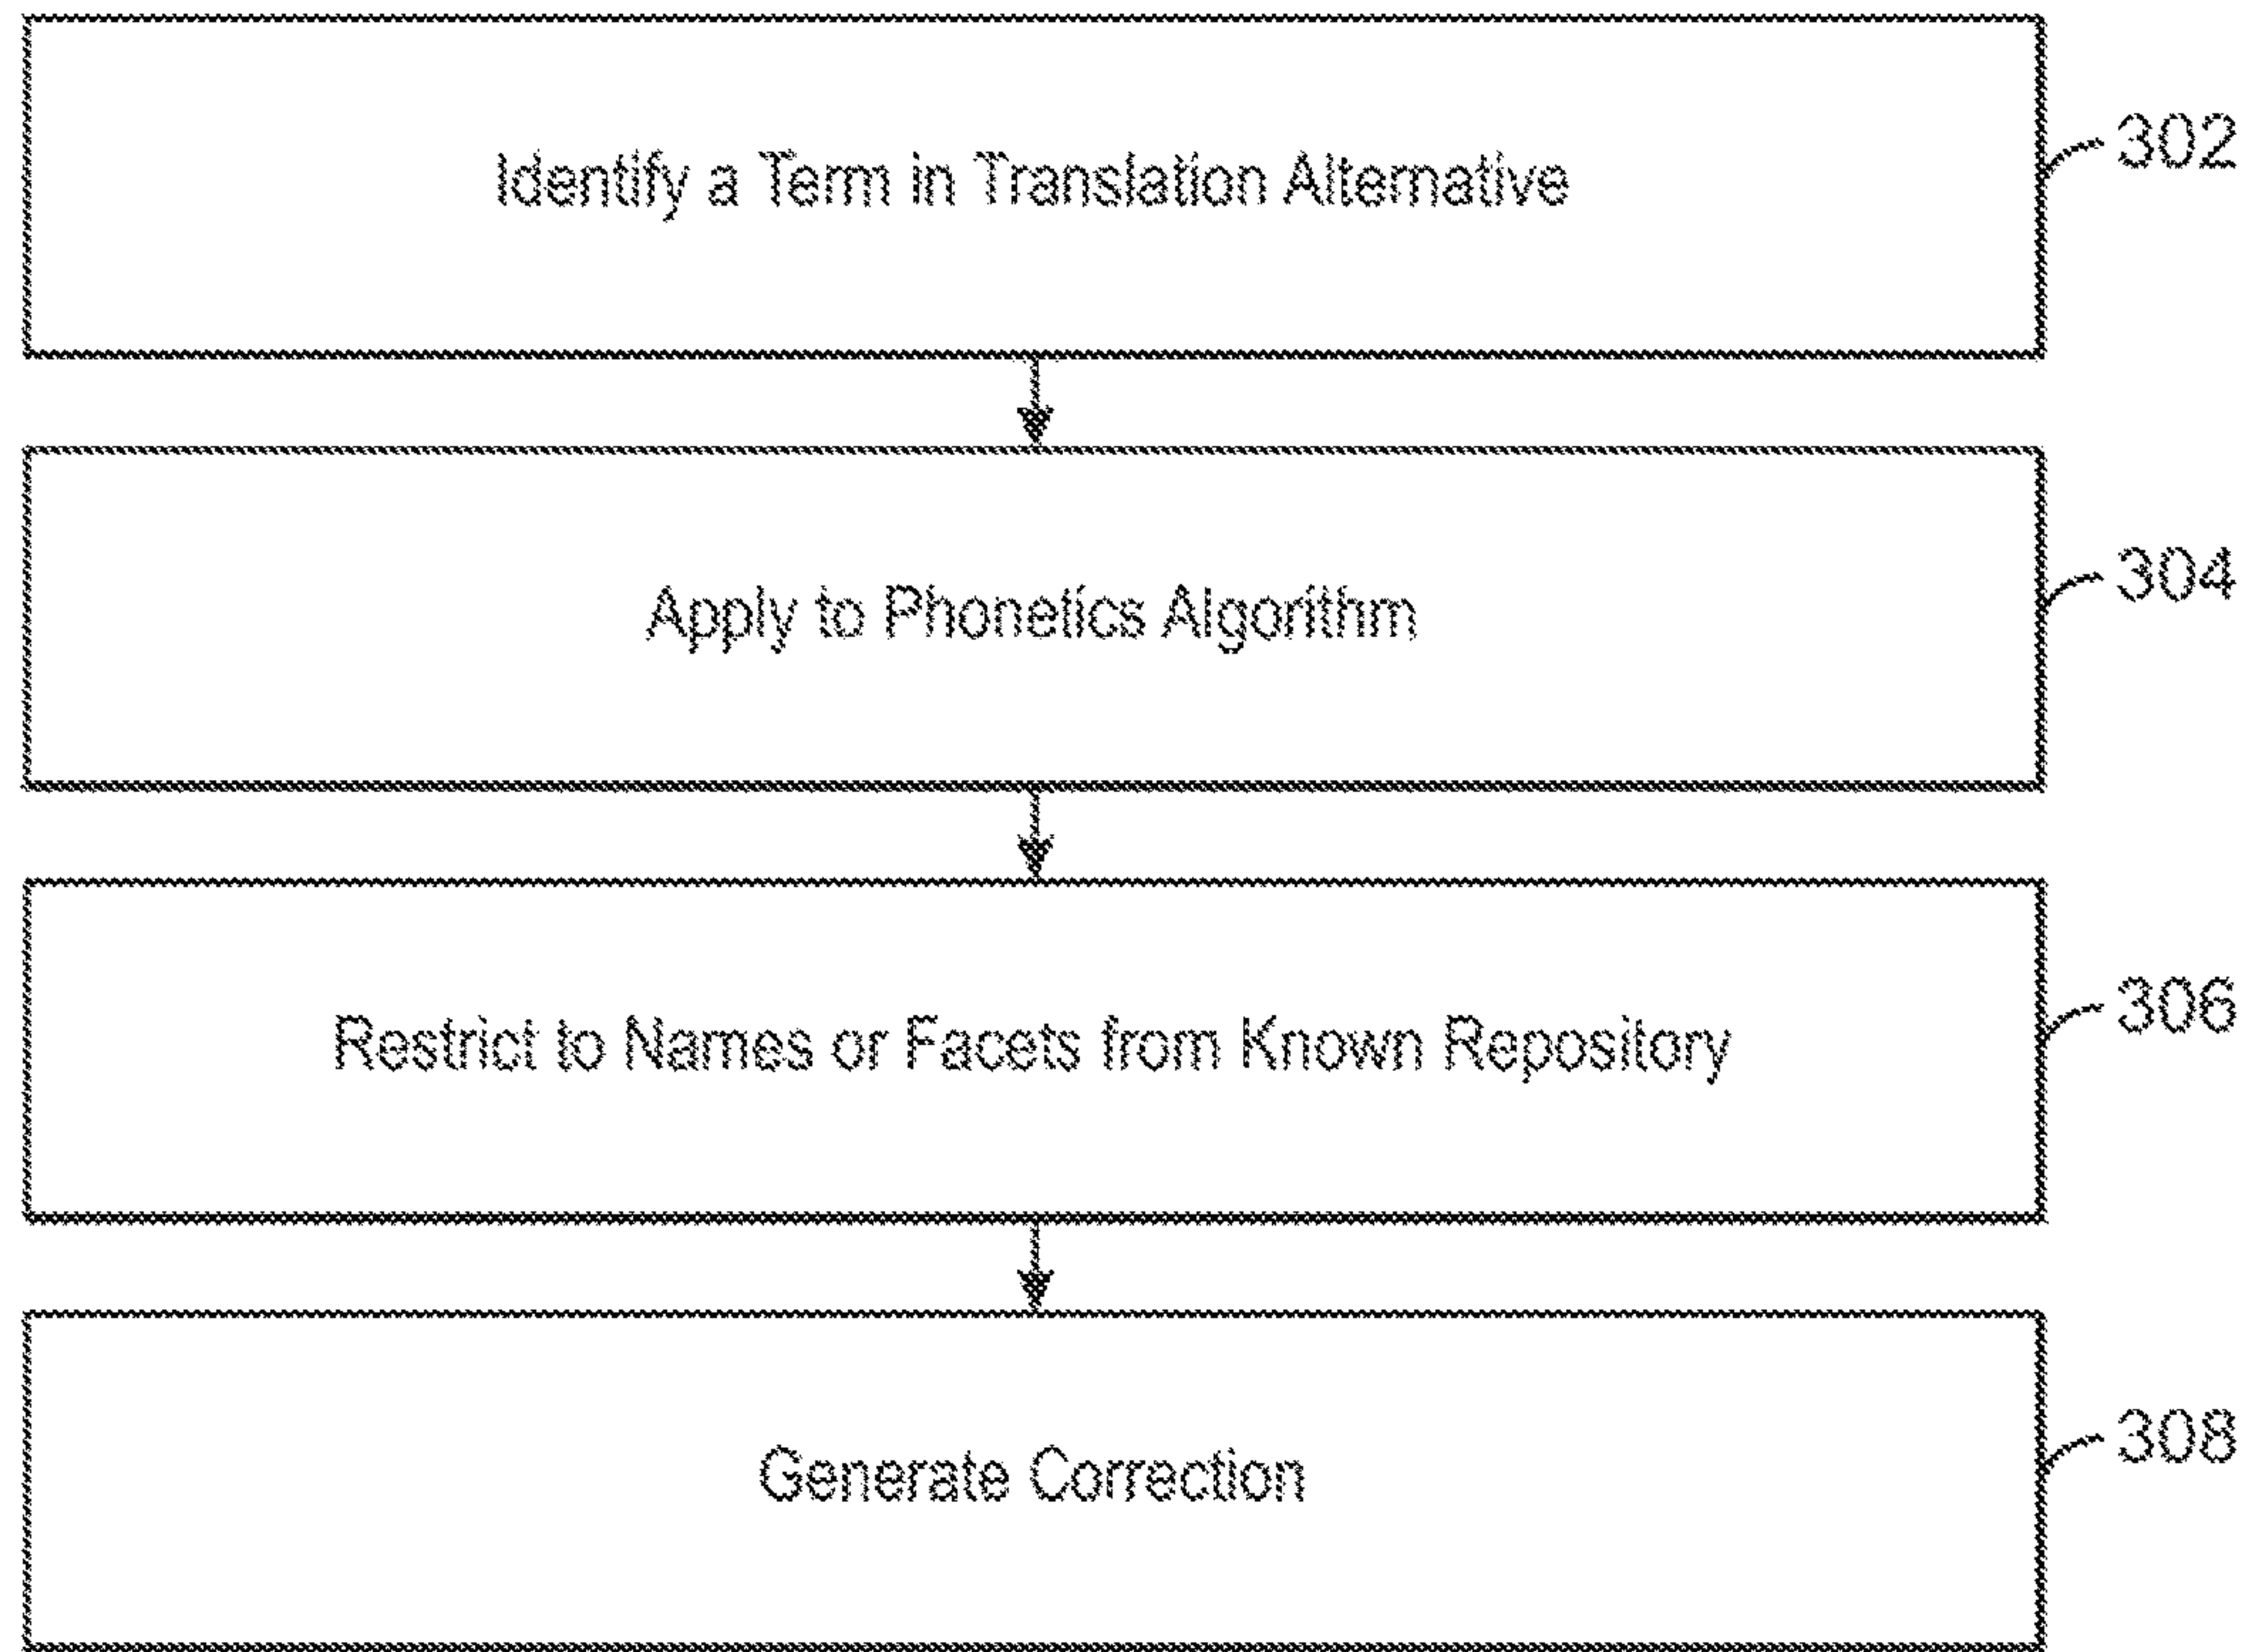 Identify a Term in Translation Alternative
302
Apply to Phonetics Algorithm
304
Restrict to Names or Facets from Known Repository
306
Generate Correction
308